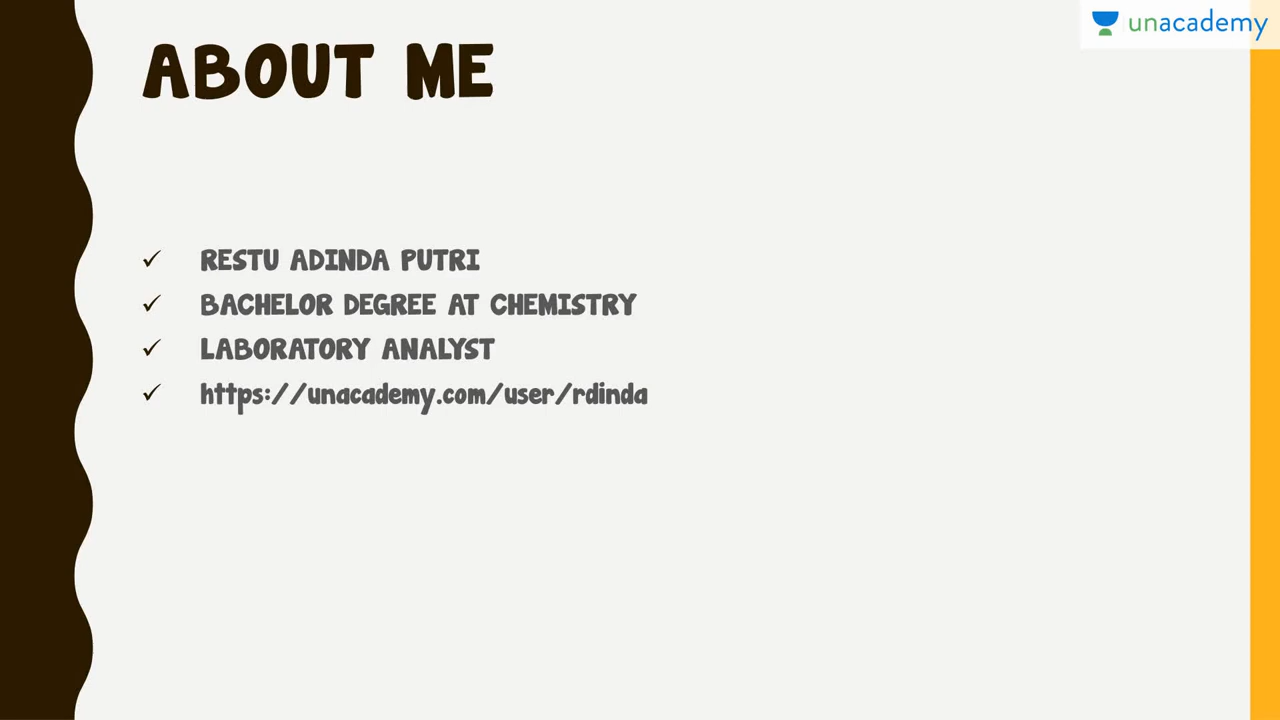 unacademy
ABOUT ME
RESTU ADINDA PUTRI
BACHELOR DEGREE AT CHEMISTRY
LABORATORY ANALYST
https://unacademy.com/user/rdinda